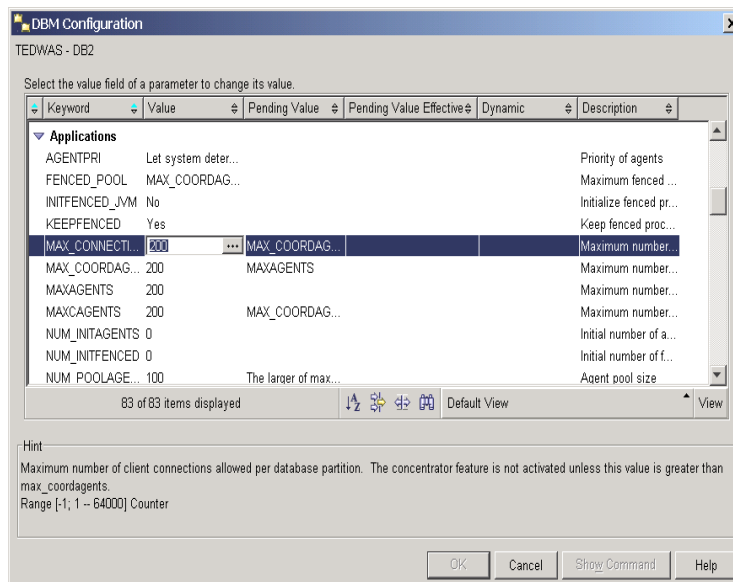 DBM Configuration
TEDWAS - DB2
Select the value field of a parameter to change its value.
Keyword Value Pending Value Pending Value Effective Dynamic Description
Applications
AGENTPRI Let system deter... Priority of agents
FENCED_POOL MAX_COORDAG... Maximum fenced ...
INITFENCED_JVM No Initialize fenced pr...
KEEPFENCED Yes Keep fenced proc...
MAX_CONNECTI... 200 ... MAX_COORDAG... Maximum number...
MAX_COORDAG... 200 MAXAGENTS Maximum number...
MAXAGENTS 200 Maximum number...
MAXCAGENTS 200 MAX_COORDAG... Maximum number...
NUM_INITAGENTS 0 Initial number of a...
NUM_INITFENCED 0 Initial number of f...
NUM_POOLAGE... 100 The larger of max... Agent pool size
83 of 83 items displayed Default View View
Hint
Maximum number of client connections allowed per database partition. The concentrator feature is not activated unless this value is greater than
max_coordagents.
Range [-1; 1 -- 64000] Counter
OK Cancel Show Command Help